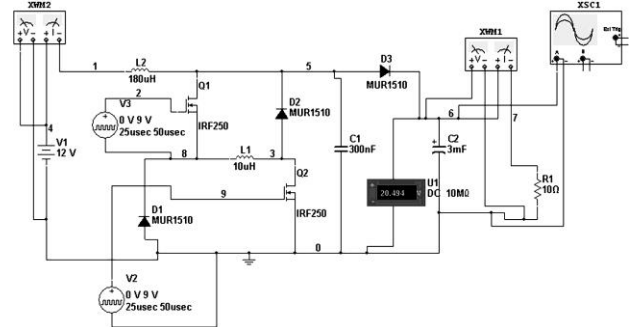 XWM2
XSC1
XWM1
Ext Trig
V
I
V
I
A
B
D3
MUR1510
1
L2
180uH
5
Q1
2
V3
0 V 9 V
25usec 50usec
IRF250
D2
MUR1510
C1
300nF
4
V1
12 V
8
L1
10uH
3
Q2
9
IRF250
D1
MUR1510
0
V2
0 V 9 V
25usec 50usec
6
7
C2
3mF
U1
DC 10MΩ
20.494
R1
10Ω